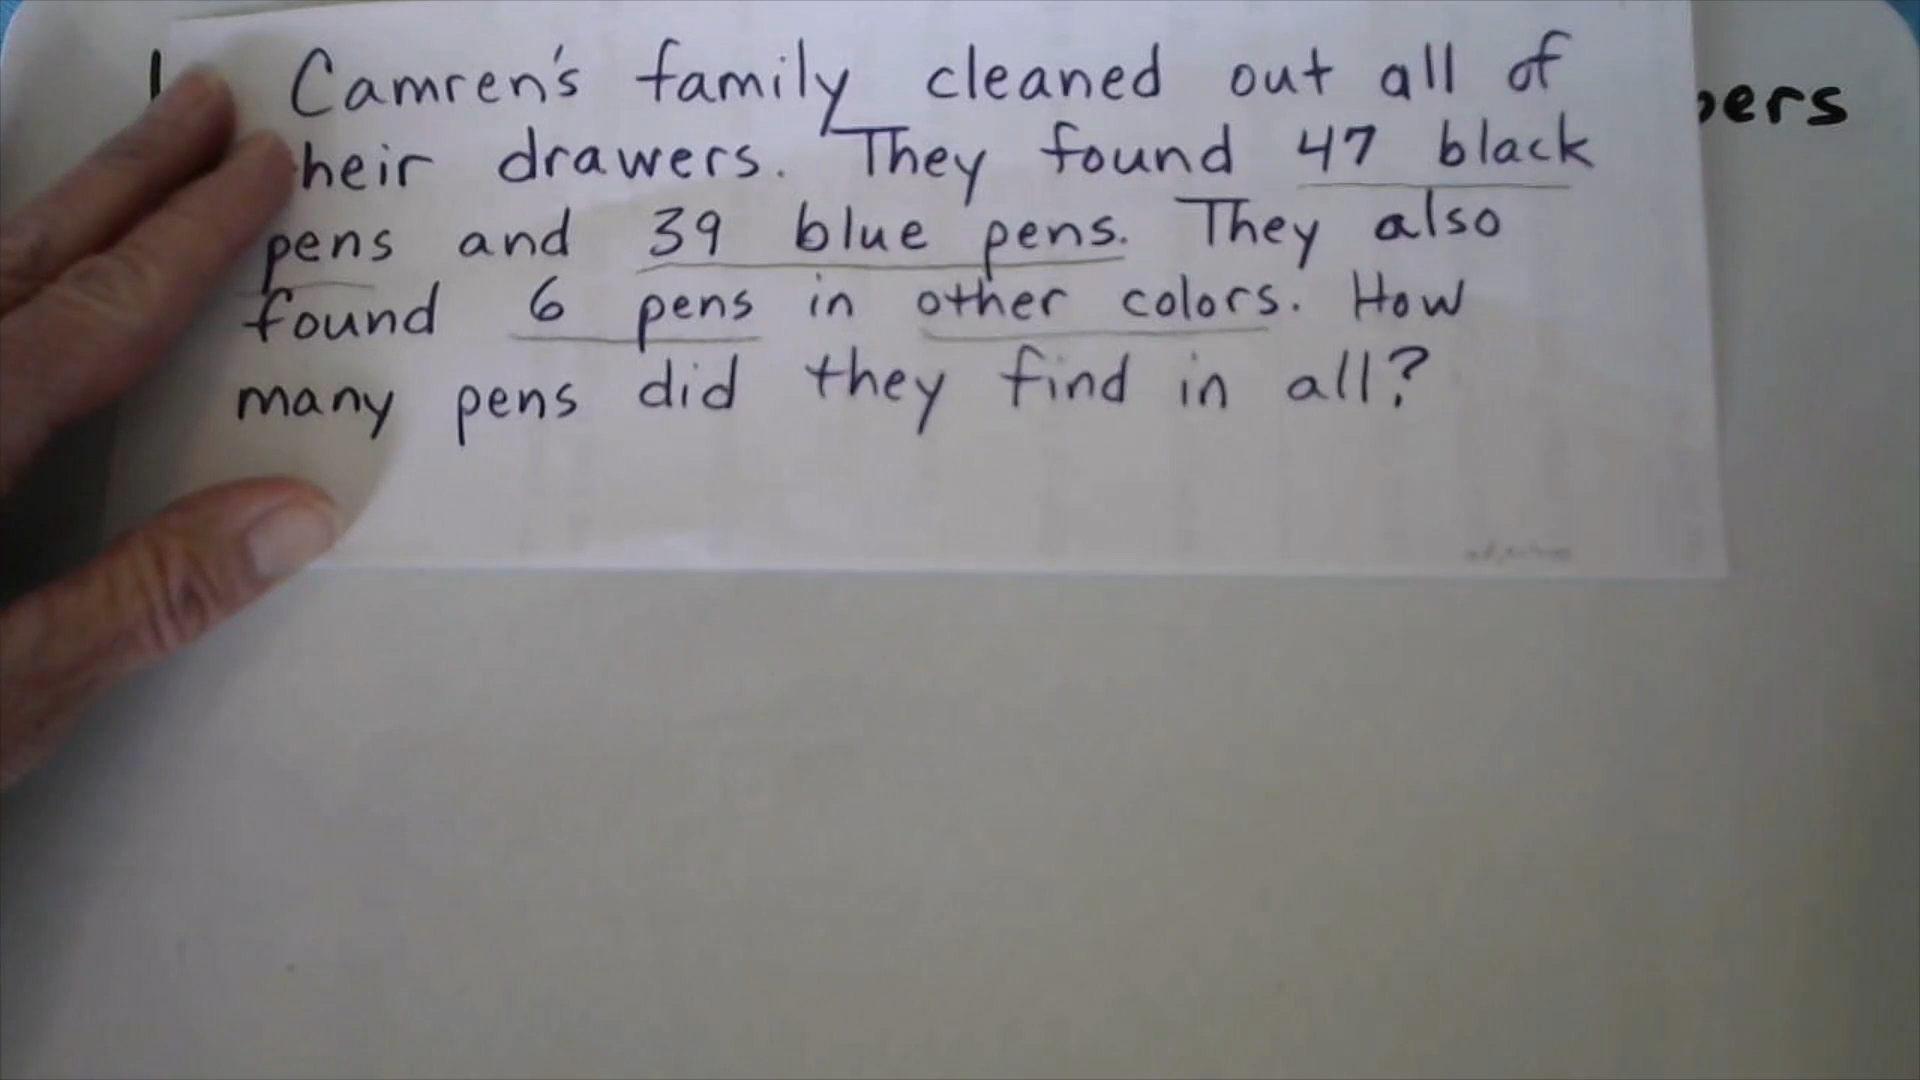 Camren's family cleaned out all of
heir drawers. They found 47 black
pens and 39 blue pens. They also
found 6 pens in other colors. How
many pens did they find in all?